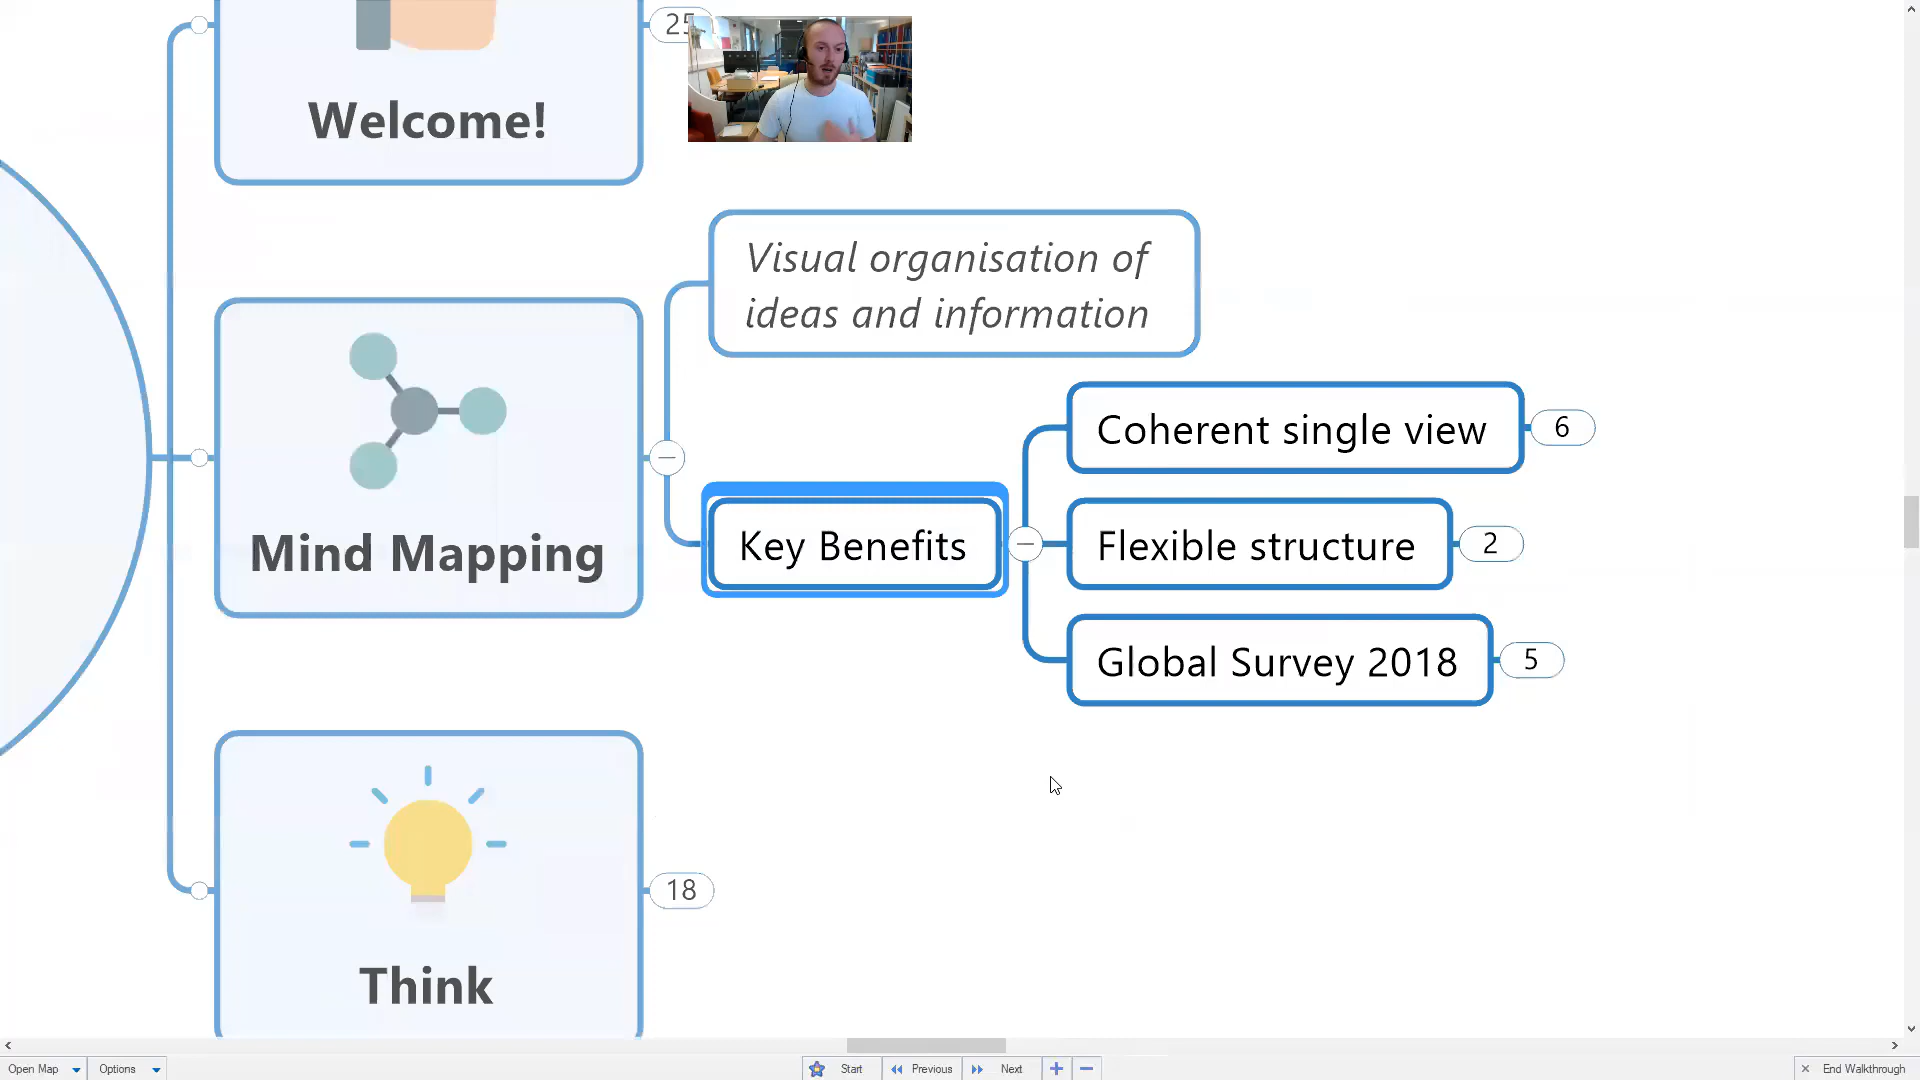 25
Welcome!
Visual organisation of
ideas and information
Coherent single view
6
Mind Mapping
Key Benefits
Flexible structure
2
Global Survey 2018
5
18
Think
Open Map
Options
Start
Previous
Next
End Walkthrough